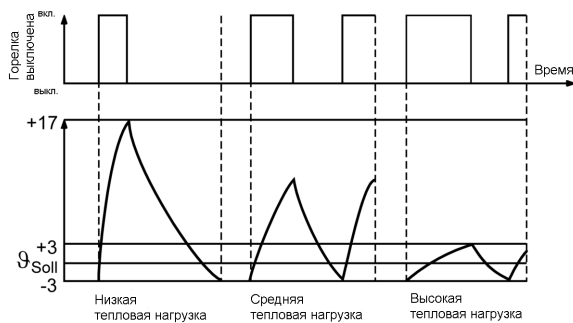 Горелка
выключена
вкл.
выкл.
Время
+17
+3
ϑSoll
-3
Низкая
тепловая нагрузка
Средняя
тепловая нагрузка
Высокая
тепловая нагрузка